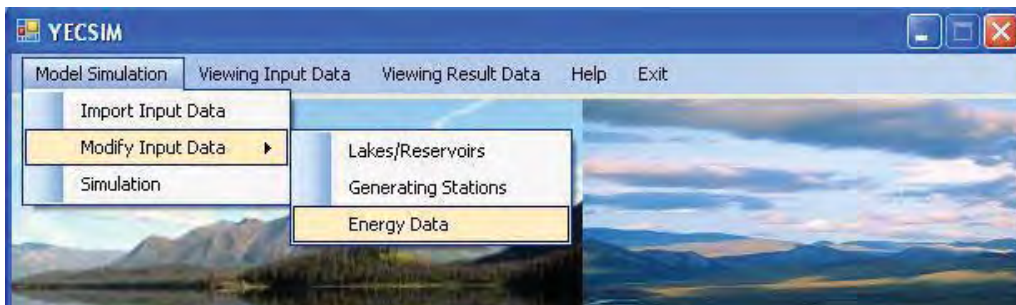 YECSIM
Model Simulation Viewing Input Data Viewing Result Data Help Exit
Import Input Data
Modify Input Data
Simulation
Lakes/Reservoirs
Generating Stations
Energy Data